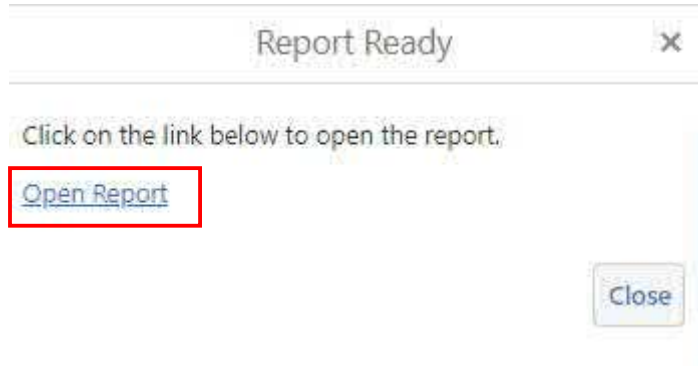 Report Ready
Click on the link below to open the report.
Open Report
Close